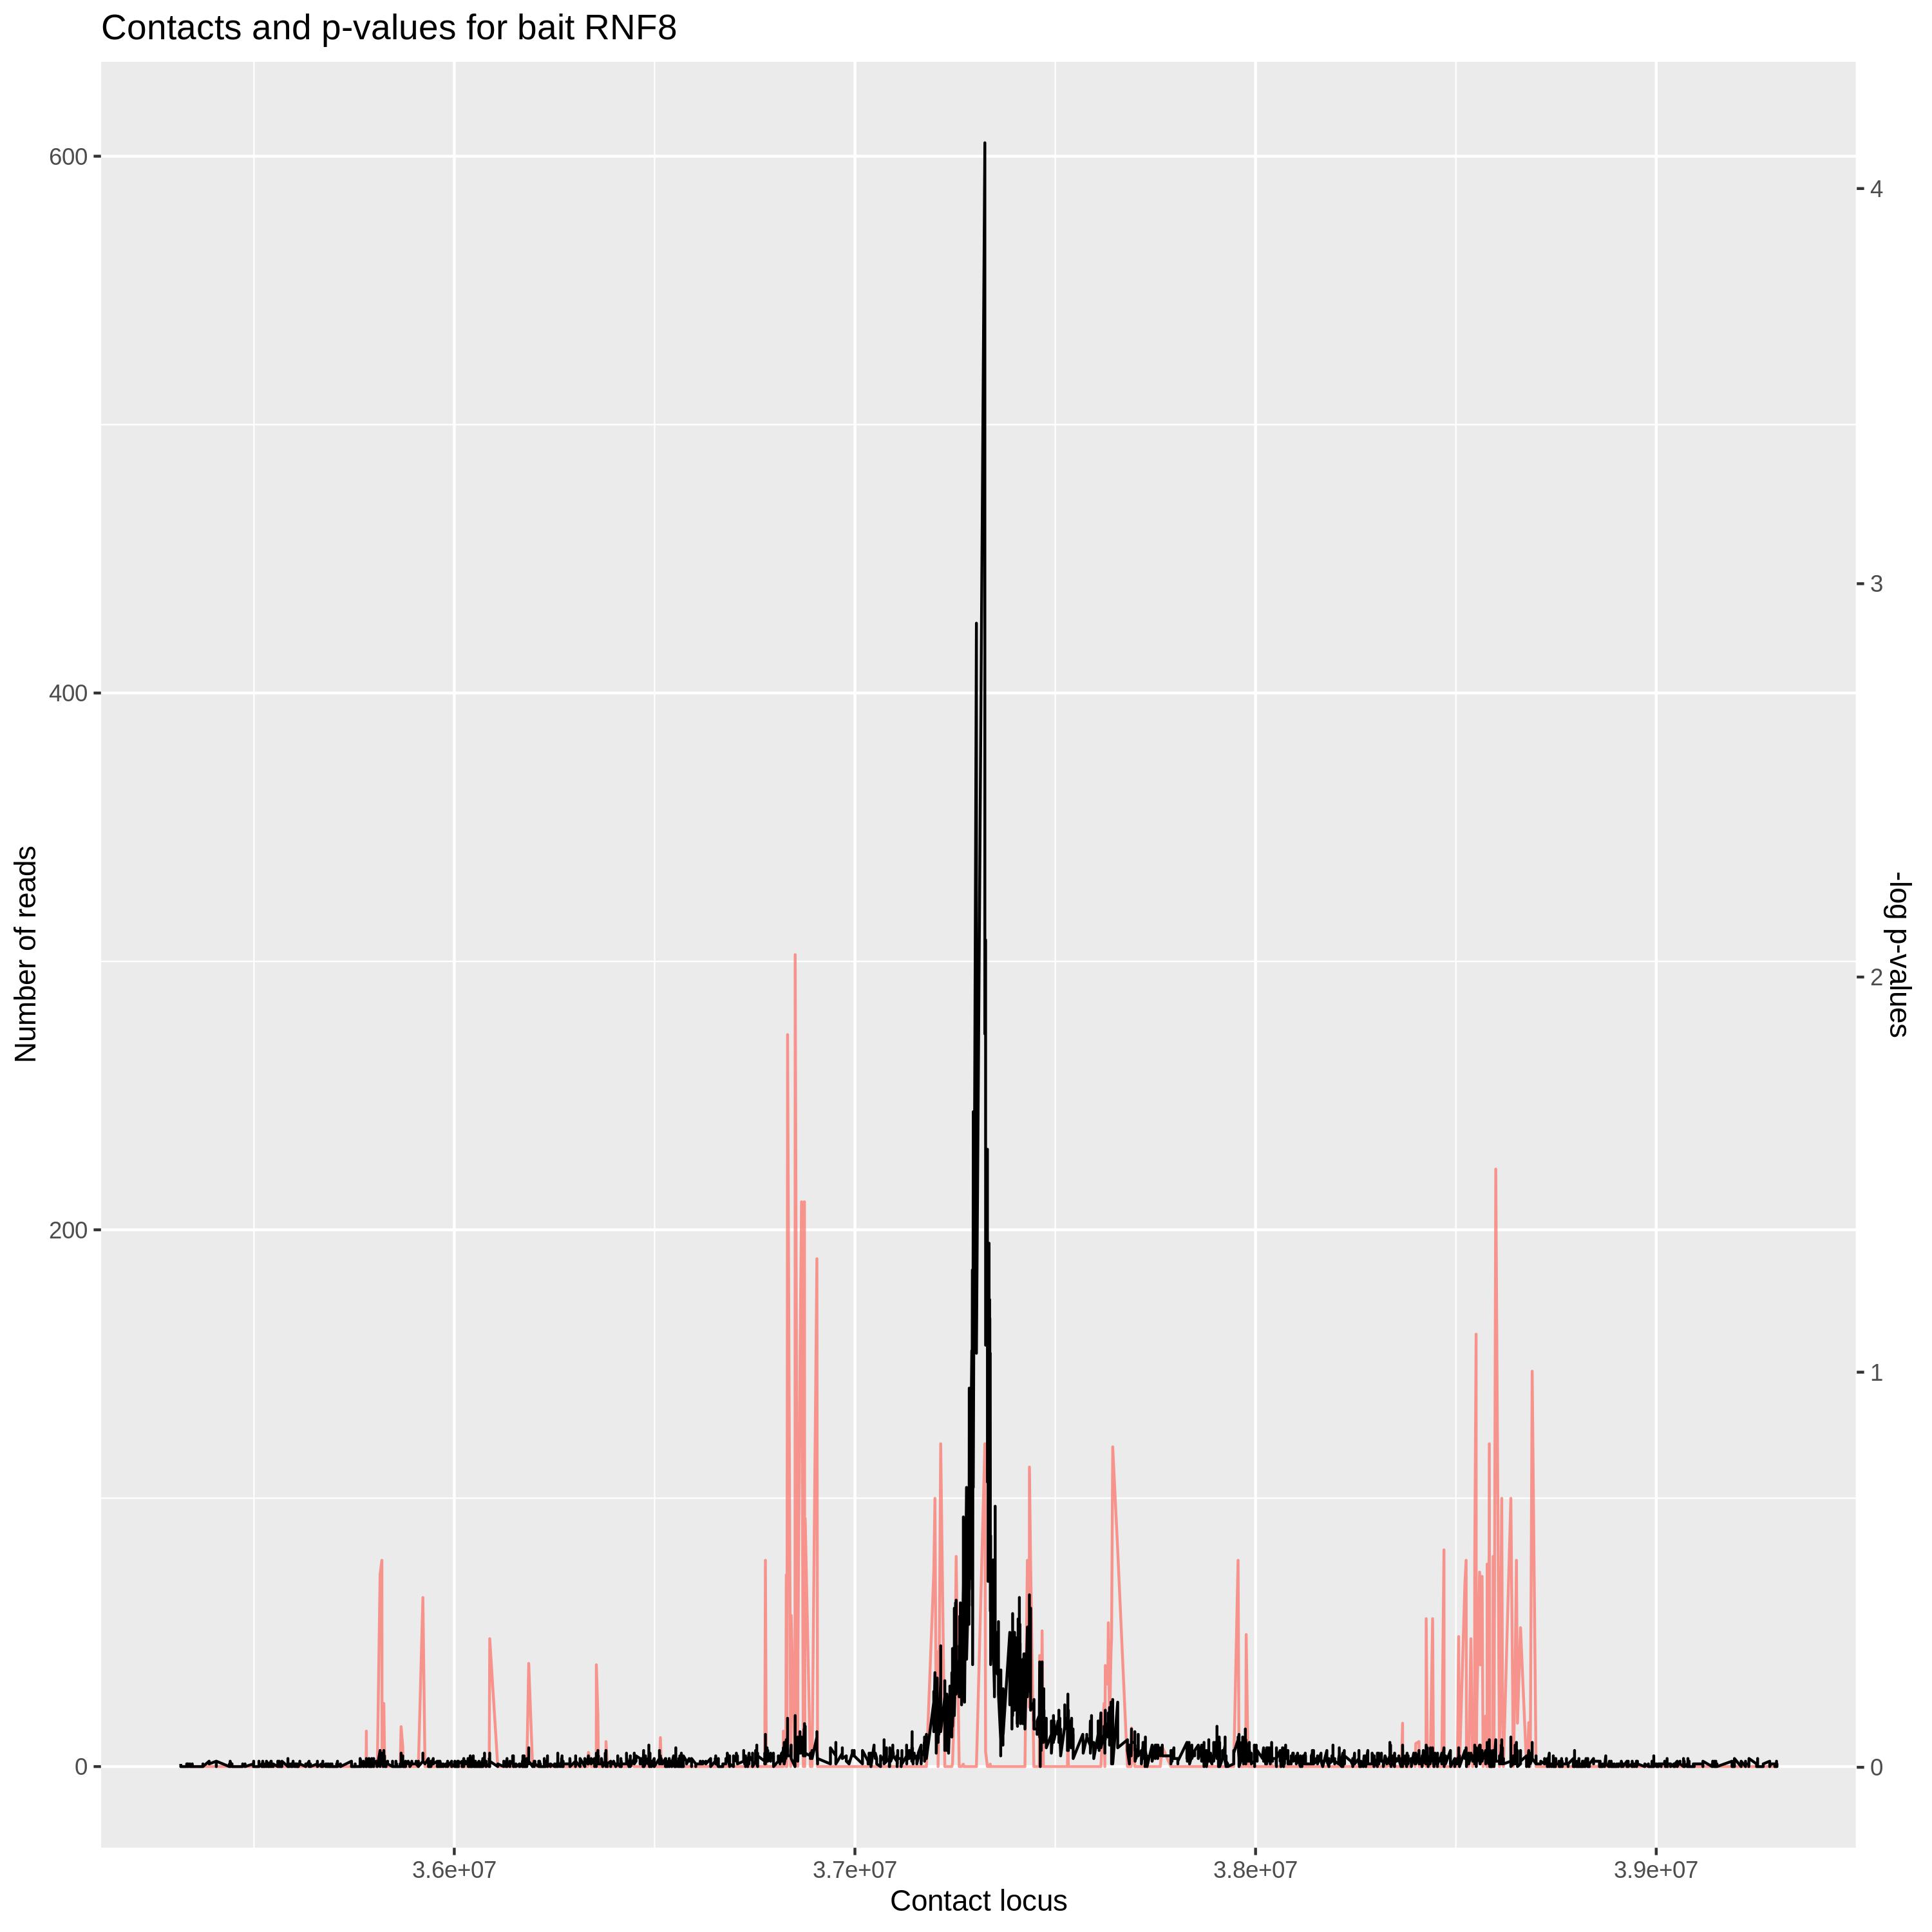 Contacts and p-values for bait RNF8
600
400
200
0
Number of reads
4
3
2
1
0
-log p-values
3.6e+07
3.7e+07
3.8e+07
3.9e+07
Contact locus